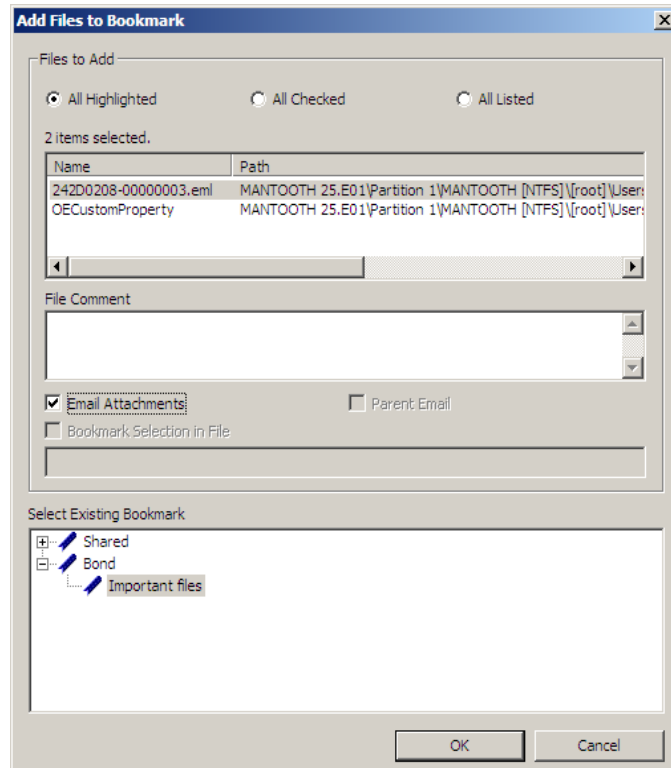 Add Files to Bookmark
Files to Add
All Highlighted All Checked All Listed
2 items selected.
Name Path
242D0208-00000003.eml MANTOOTH 25.E01\Partition 1\MANTOOTH [NTFS]\[root]\Users
OECustomProperty MANTOOTH 25.E01\Partition 1\MANTOOTH [NTFS]\[root]\Users
File Comment
Email Attachments Parent Email
Bookmark Selection in File
Select Existing Bookmark
Shared
Bond
Important files
OK Cancel